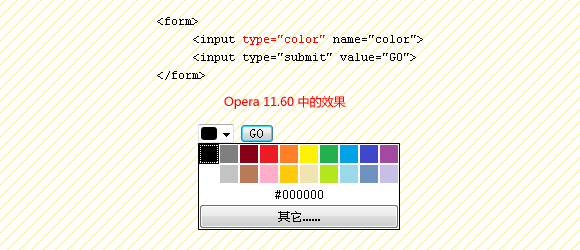 <form>
<input type="color" name="color">
<input type="submit" value="GO">
</form>
Opera 11.60 中的效果
GO
#000000
其它......